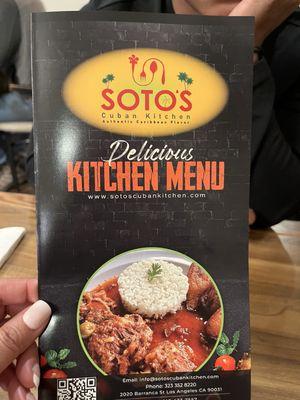 SOTO'S
Cuban Kitchen
Authentic Caribbean Flavor
Delicious
KITCHEN MENU
www.sotoscubankitchen.com
Email: info@sotoscubankitchen.com
Phone: 323 352 8220
2020 Barranca St Los Angeles CA 90031